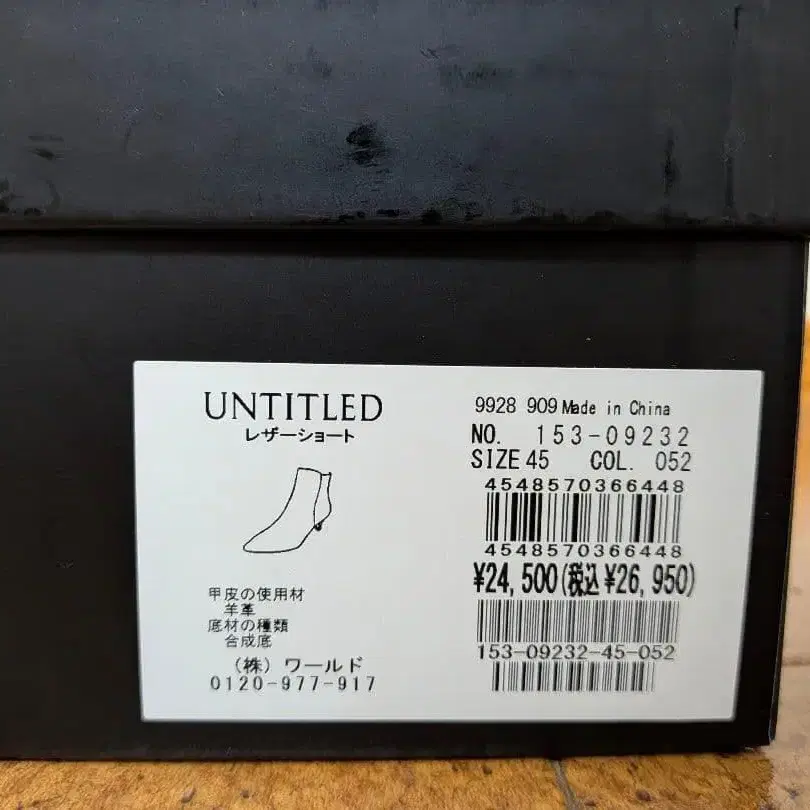 UNTITLED
レザーショート
甲皮の使用材
羊革
底材の種類
合成底
(株) ワールド
0120-977-917
9928 909 Made in China
NO. 153-09232
SIZE 45 COL. 052
4548570366448
4548570366448
¥24,500(税込¥26,950)
153-09232-45-052